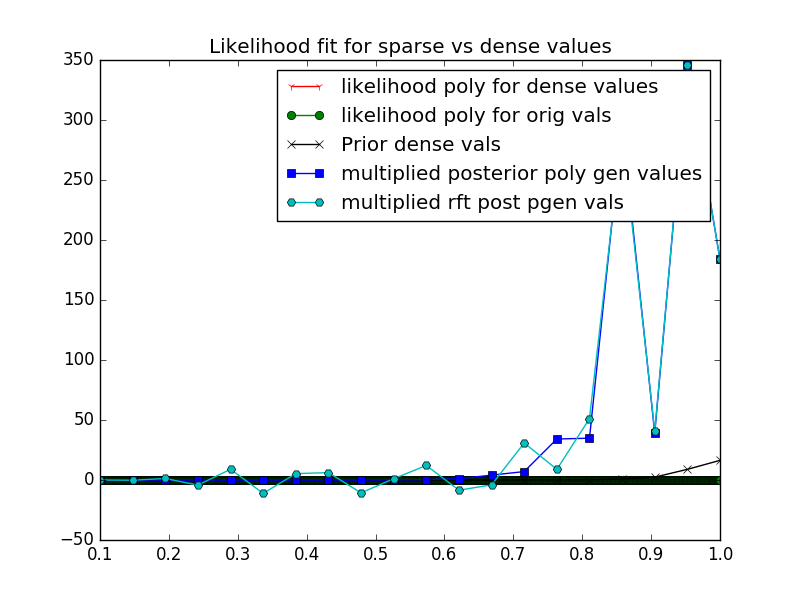 Likelihood fit for sparse vs dense values
350
300
250
200
150
100
50
0
−50
likelihood poly for dense values
likelihood poly for orig vals
Prior dense vals
multiplied posterior poly gen values
multiplied rft post pgen vals
0.1 0.2 0.3 0.4 0.5 0.6 0.7 0.8 0.9 1.0